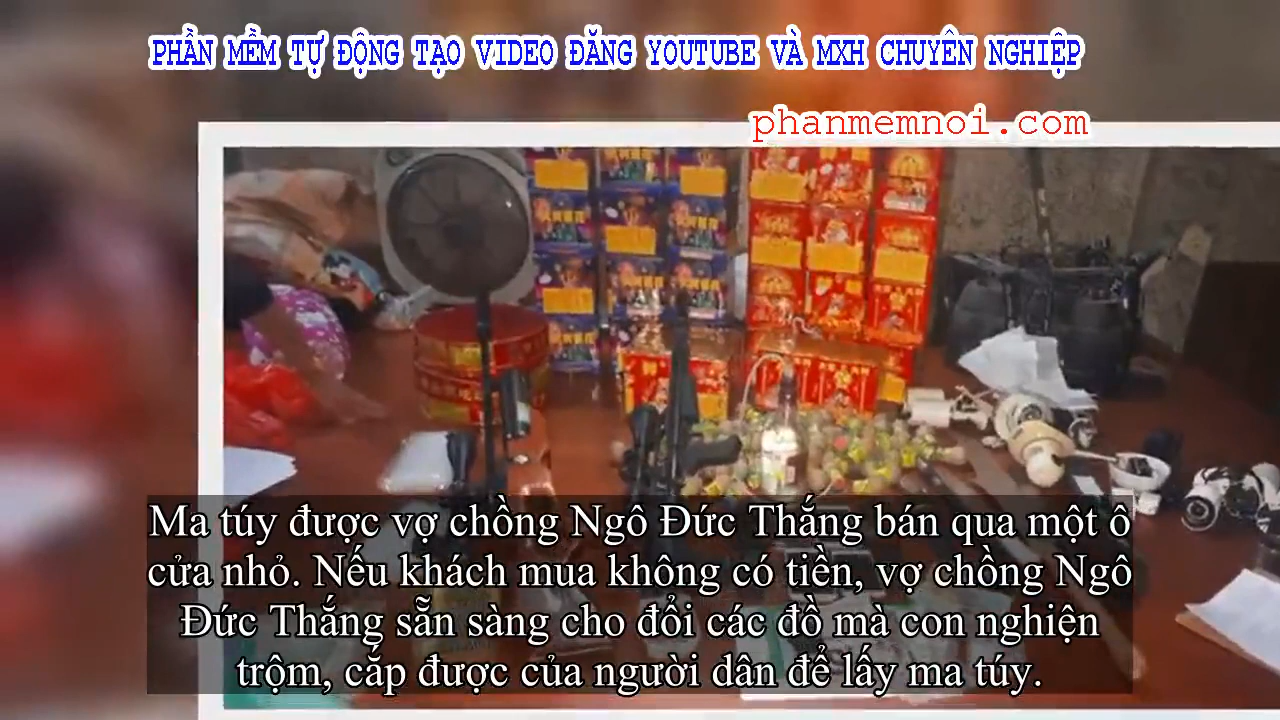 PHẦN MỀM TỰ ĐỘNG TẠO VIDEO ĐĂNG YOUTUBE VÀ MXH CHUYÊN NGHIỆP
phanmemnoi.com
Ma túy được vợ chồng Ngô Đức Thắng bán qua một ô
cửa nhỏ. Nếu khách mua không có tiền, vợ chồng Ngô
Đức Thắng sẵn sàng cho đổi các đồ mà con nghiện
trộm, cắp được của người dân để lấy ma túy.